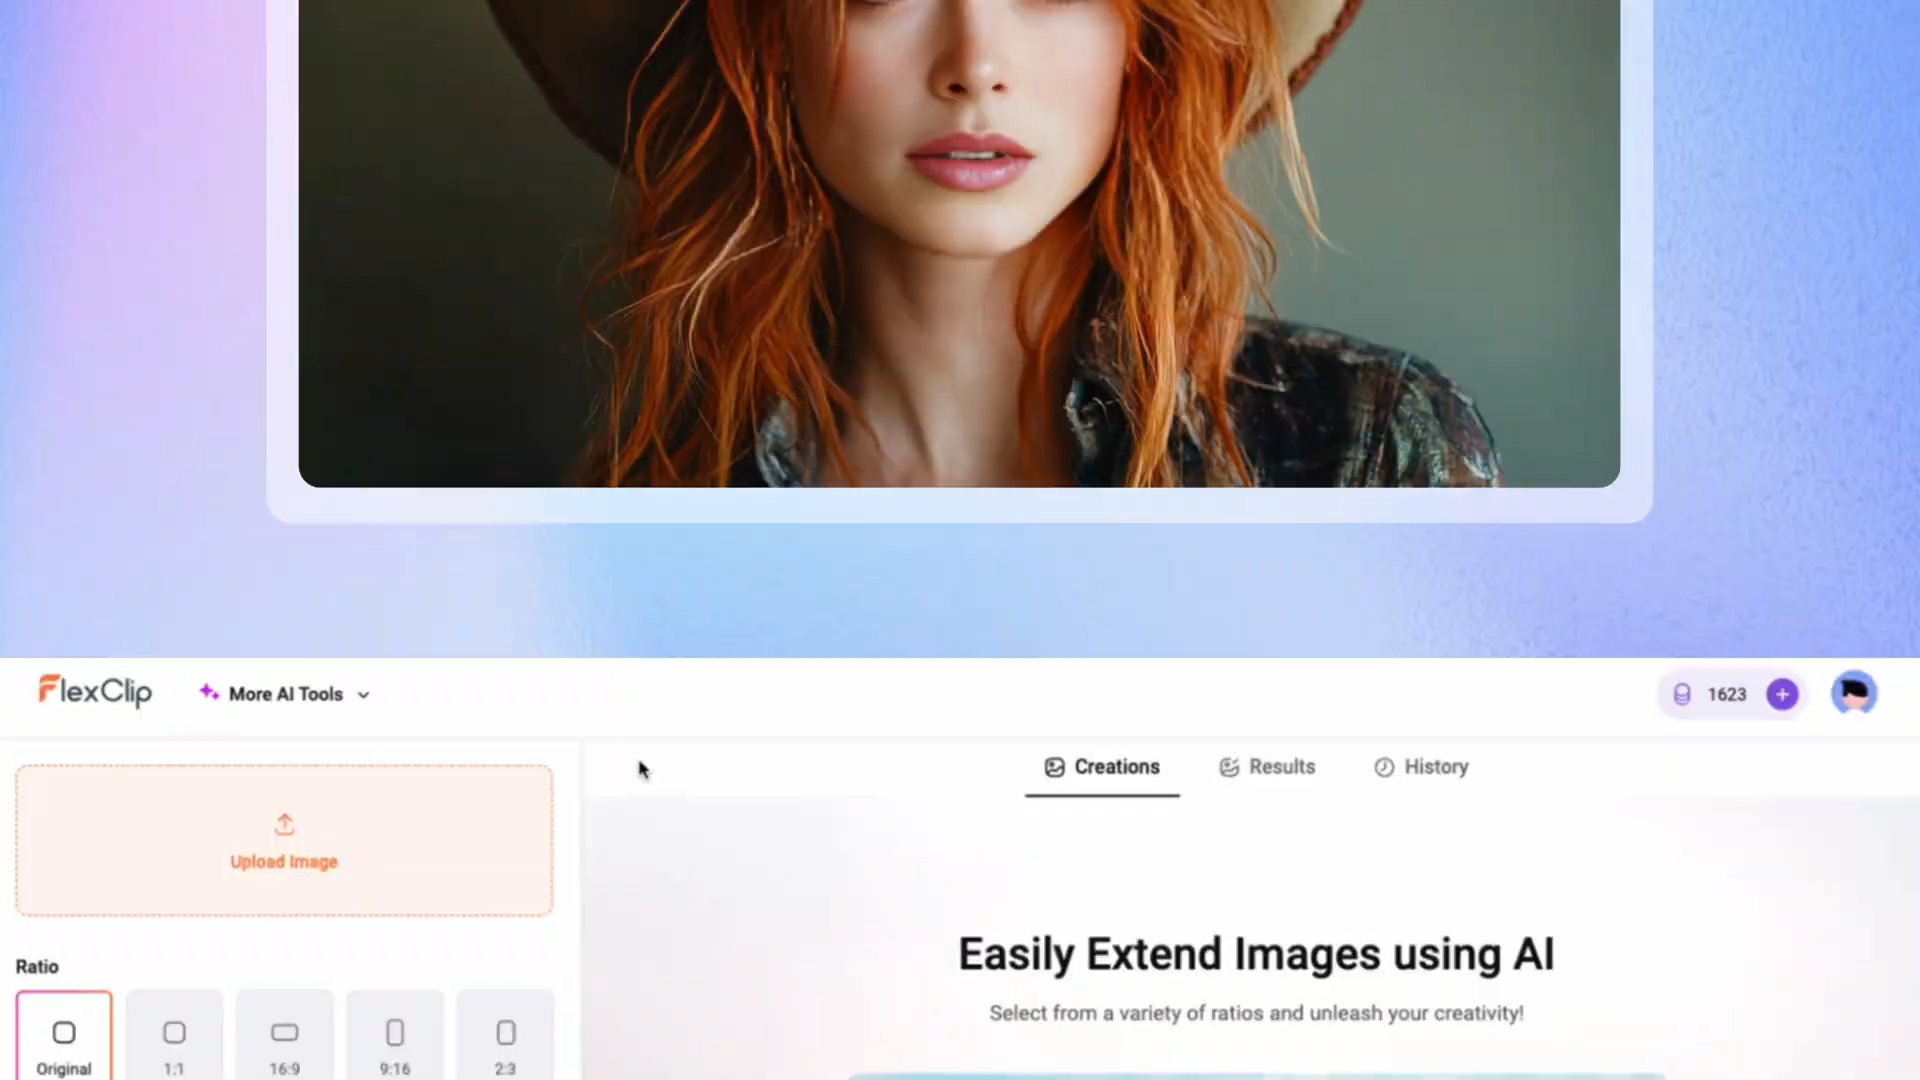 FlexClip
More AI Tools
1623
Creations
Results
History
Upload Image
Easily Extend Images using AI
Ratio
Select from a variety of ratios and unleash your creativity!
Original
1:1
16:9
9:16
2:3